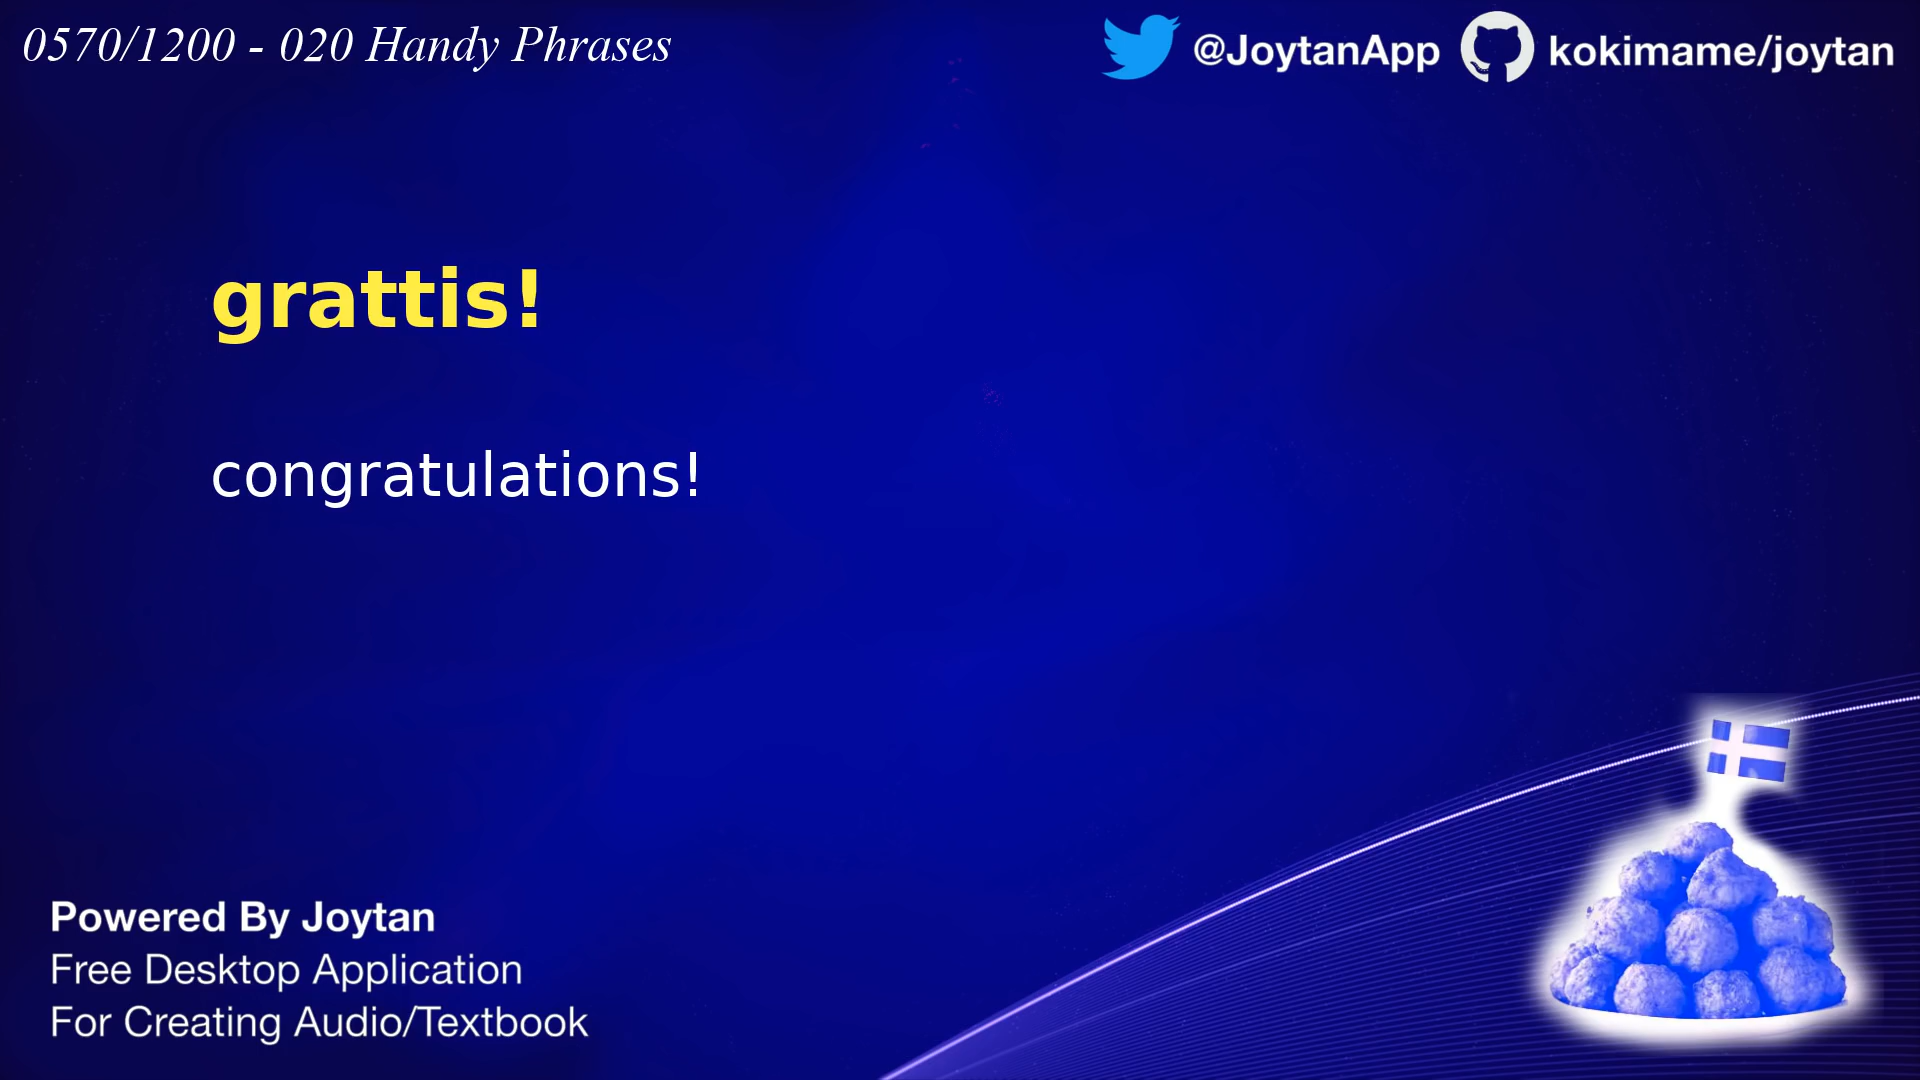 0570/1200 - 020 Handy Phrases
@JoytanApp
kokimame/joytan
grattis!
congratulations!
Powered By Joytan
Free Desktop Application
For Creating Audio/Textbook